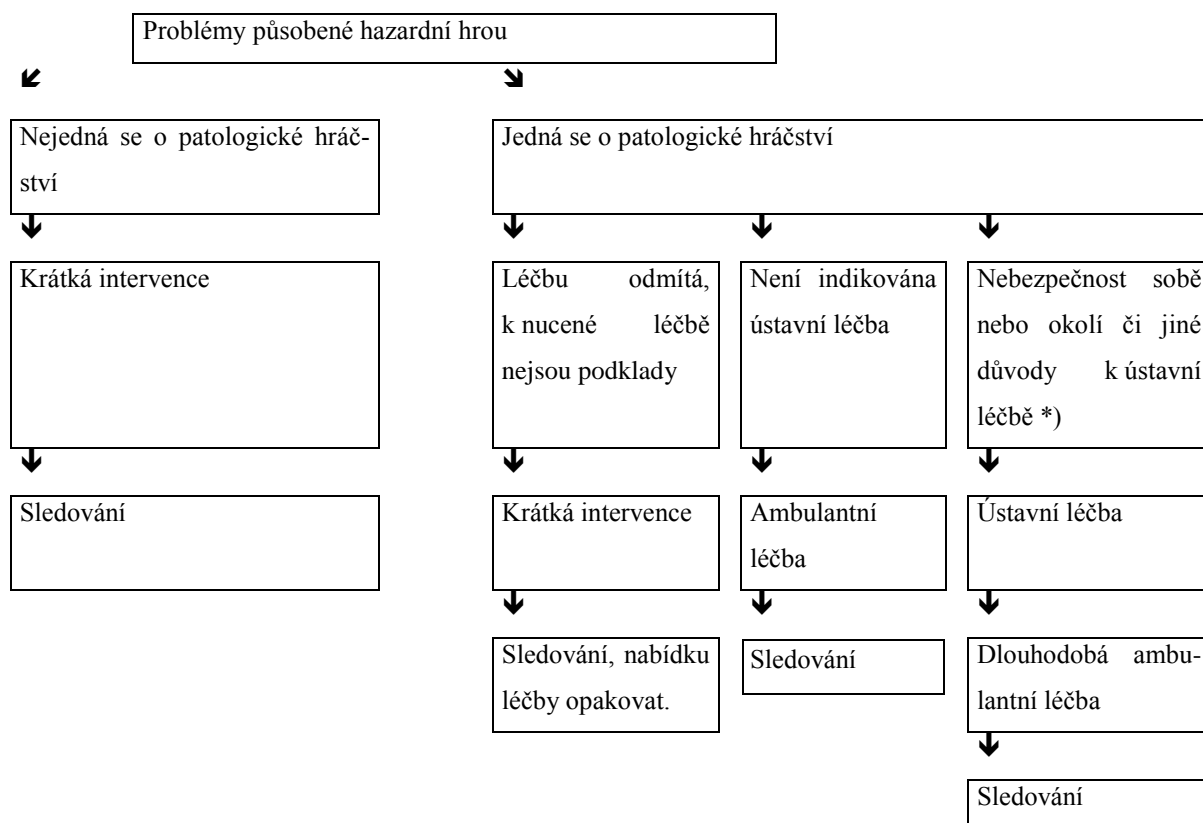 Problémy působené hazardní hrou
Nejedná se o patologické hráč-
ství
Jedná se o patologické hráčství
Krátká intervence
Léčbu odmítá,
k nucené léčbě
nejsou podklady
Není indikována
ústavní léčba
Nebezpečnost sobě
nebo okolí či jiné
důvody k ústavní
léčbě *)
Sledování
Krátká intervence
Ambulantní
léčba
Ústavní léčba
Sledování, nabídku
léčby opakovat.
Sledování
Dlouhodobá ambu-
lantní léčba
Sledování